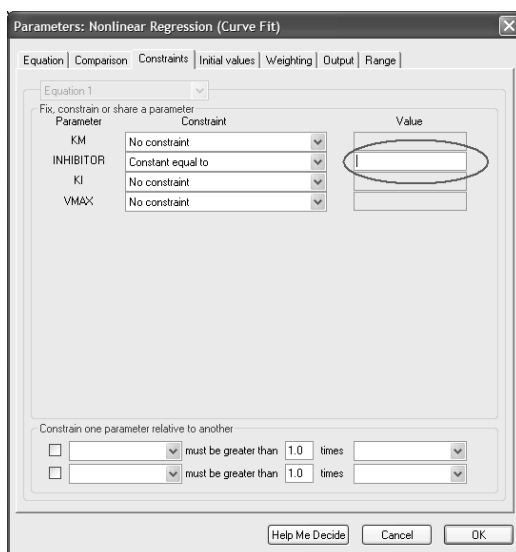 Parameters: Nonlinear Regression (Curve Fit)
Equation Comparison Constraints Initial values Weighting Output Range
Equation 1
Fix, constrain or share a parameter
Parameter Constraint Value
KM No constraint
INHIBITOR Constant equal to
KI No constraint
VMAX No constraint
Constrain one parameter relative to another
must be greater than 1.0 times
must be greater than 1.0 times
Help Me Decide Cancel OK